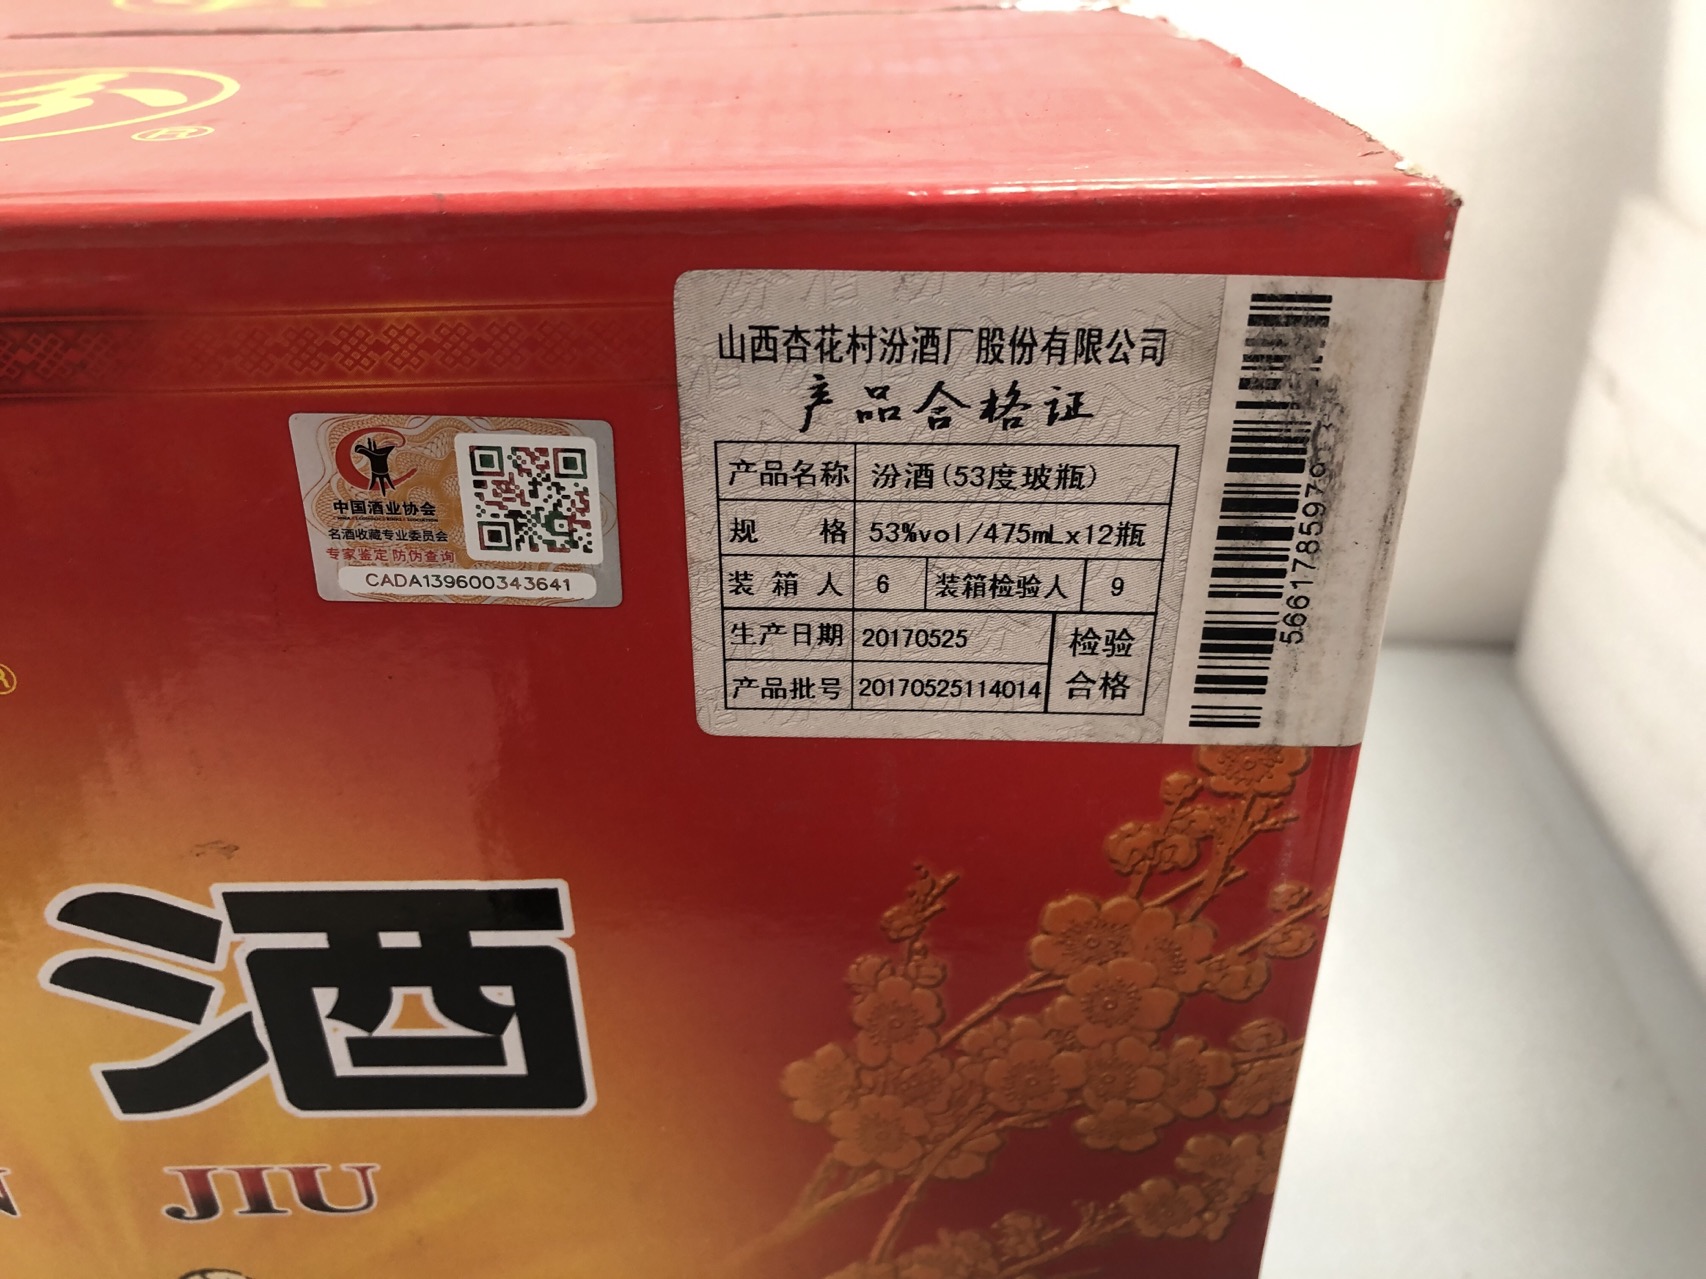 ®
山西杏花村汾酒厂股份有限公司
产品合格证
产品名称 汾酒(53度玻瓶)
规 格 53%vol/475mLx12瓶
装箱人 6 装箱检验人 9
生产日期 20170525 检验
产品批号 20170525114014 合格
中国酒业协会
名酒收藏专业委员会
专家鉴定 防伪查询
CADA139600343641
®
酒
JIU